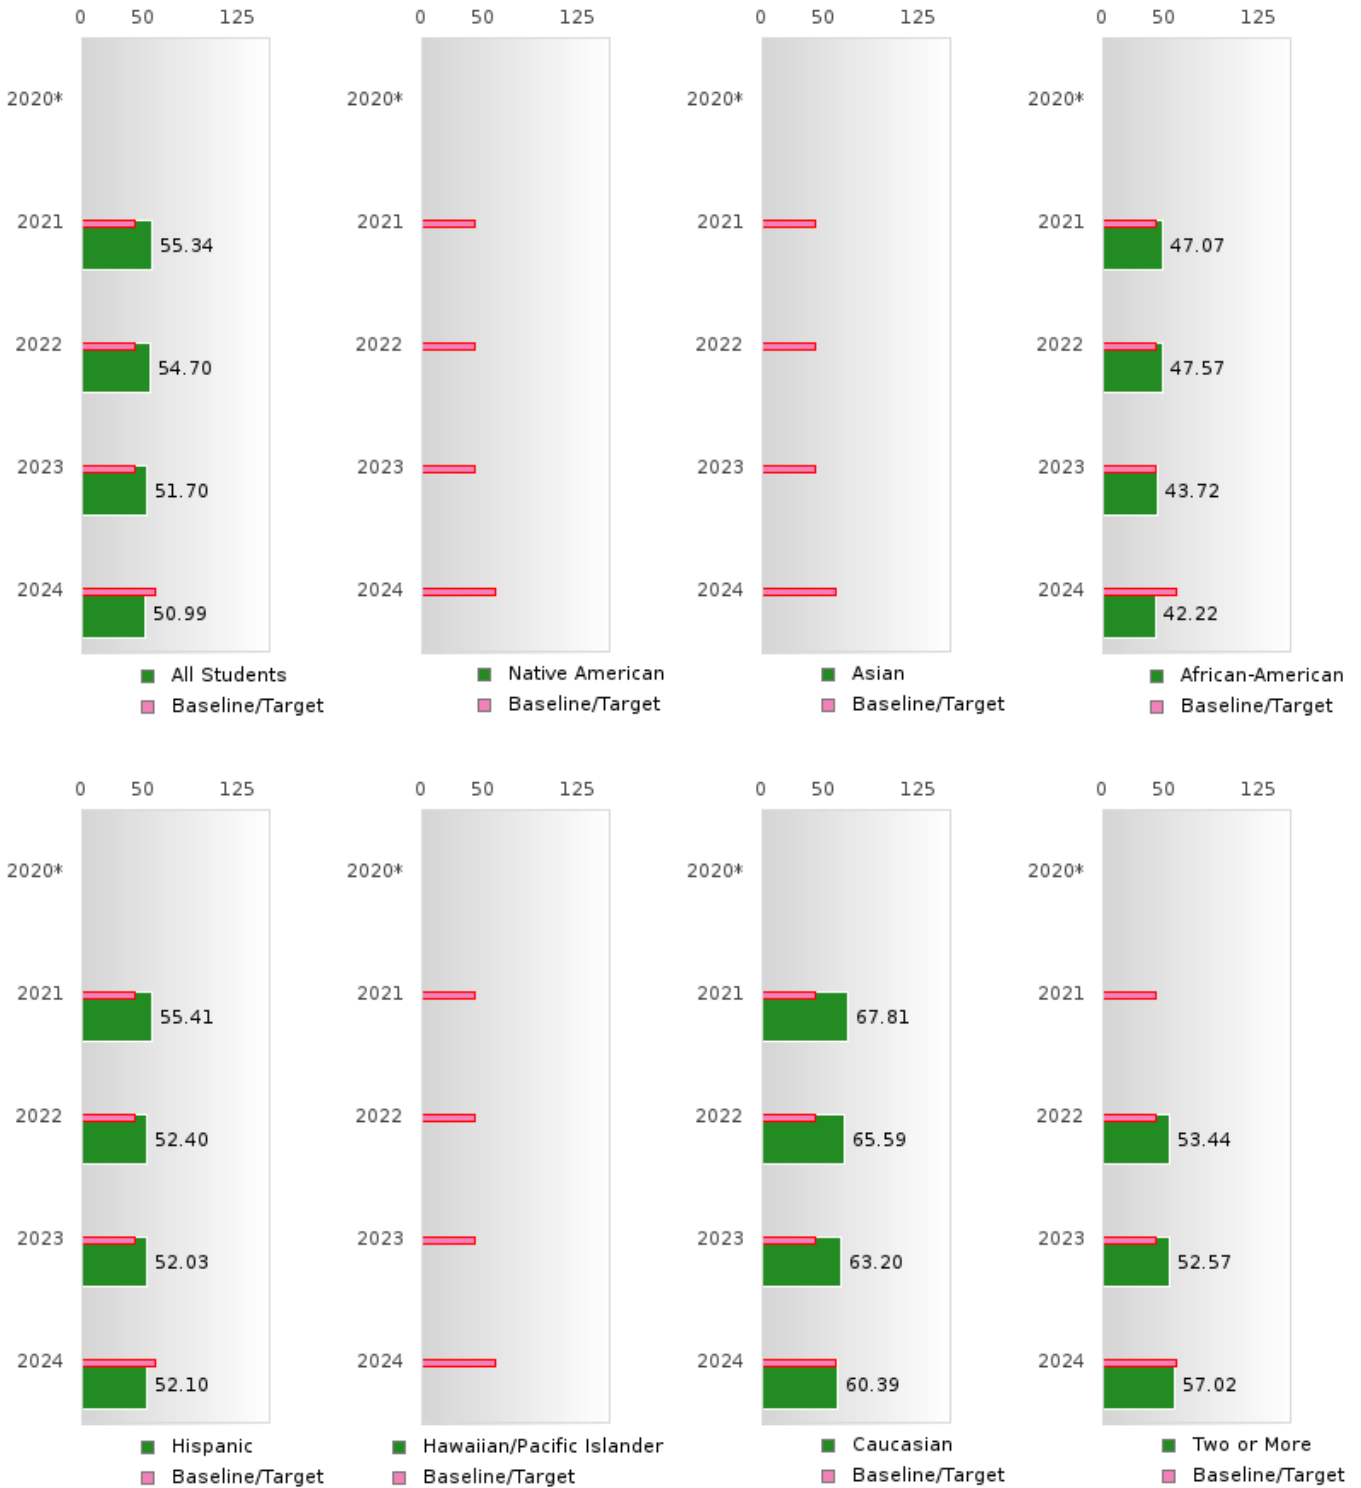 0 50 125
2020*
2021 55.34
2022 54.70
2023 51.70
2024 50.99
All Students
Baseline/Target
0 50 125
2020*
2021
2022
2023
2024
Native American
Baseline/Target
0 50 125
2020*
2021
2022
2023
2024
Asian
Baseline/Target
0 50 125
2020*
2021 47.07
2022 47.57
2023 43.72
2024 42.22
African-American
Baseline/Target
0 50 125
2020*
2021 55.41
2022 52.40
2023 52.03
2024 52.10
Hispanic
Baseline/Target
0 50 125
2020*
2021
2022
2023
2024
Hawaiian/Pacific Islander
Baseline/Target
0 50 125
2020*
2021 67.81
2022 65.59
2023 63.20
2024 60.39
Caucasian
Baseline/Target
0 50 125
2020*
2021
2022 53.44
2023 52.57
2024 57.02
Two or More
Baseline/Target